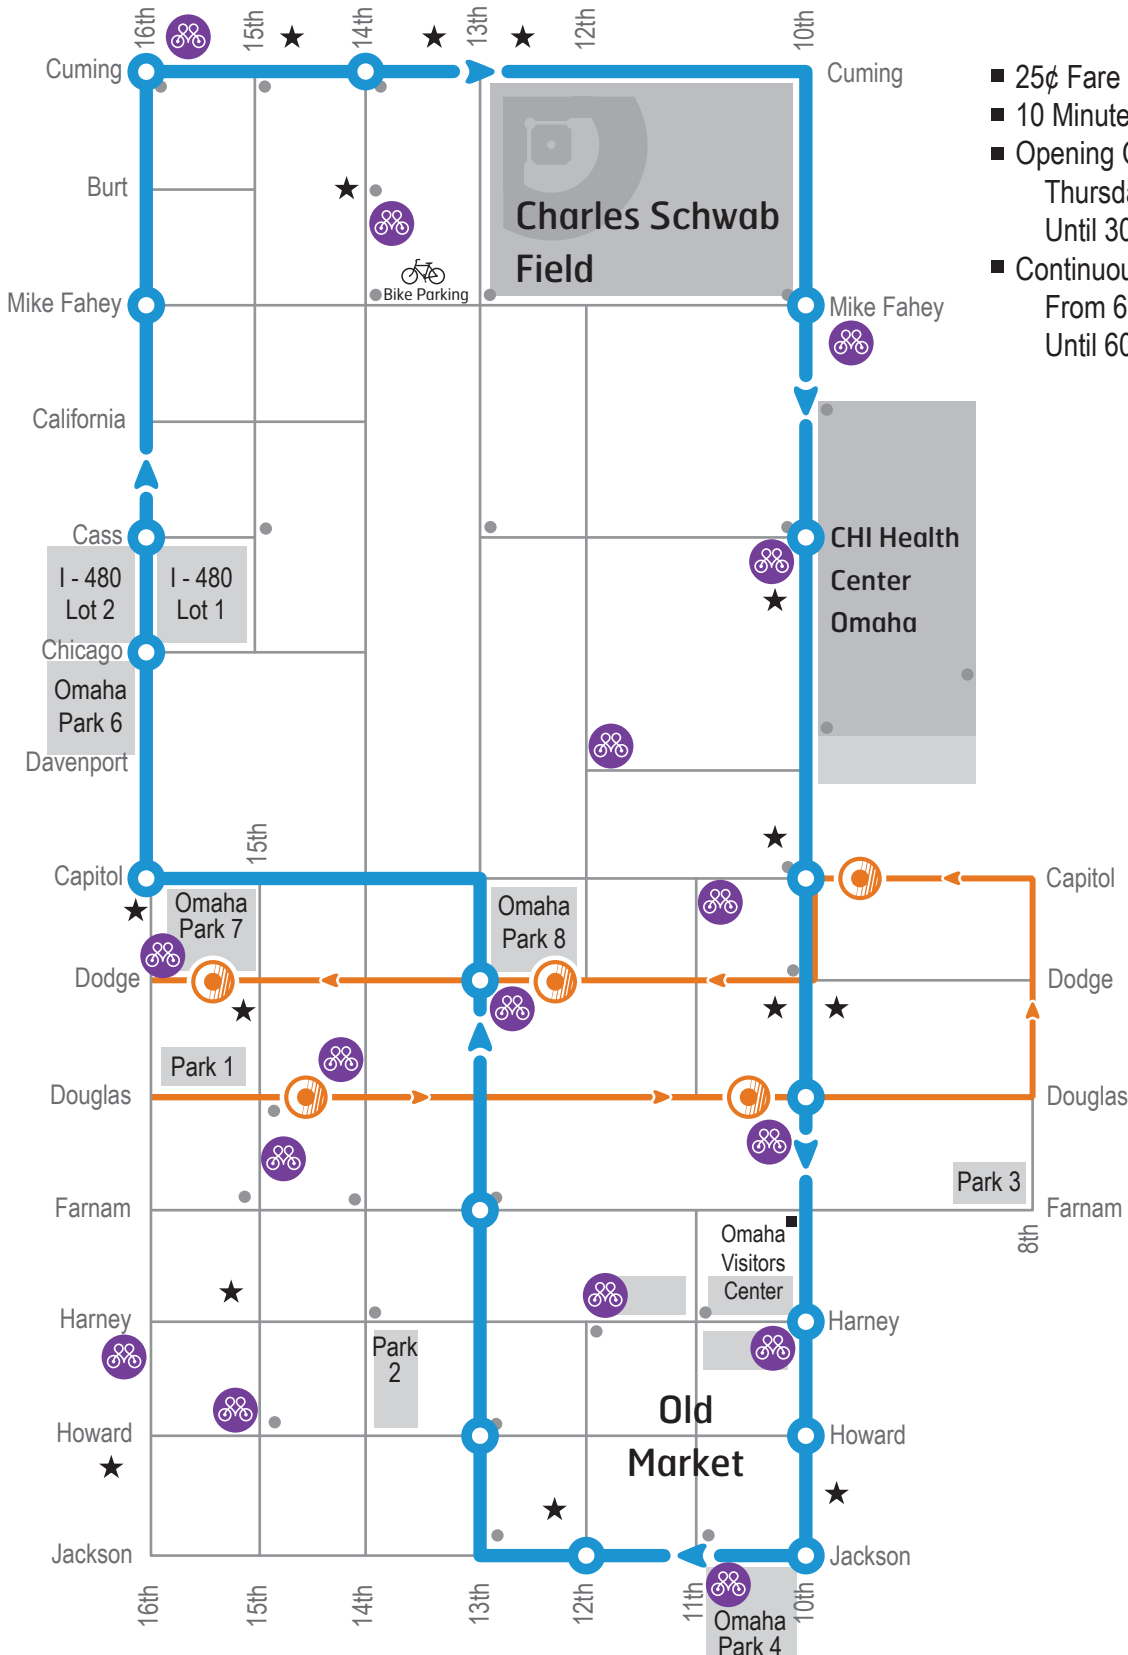 16th
15th
14th
13th
12th
10th
Cuming
Cuming
25¢ Fare
10 Minute
Opening
Thursda
Until 30
Continuou
From 6
Until 60
Burt
Charles Schwab
Field
Bike Parking
Mike Fahey
Mike Fahey
California
Cass
I - 480
Lot 2
I - 480
Lot 1
CHI Health
Center
Omaha
Chicago
Omaha
Park 6
Davenport
15th
Capitol
Capitol
Omaha
Park 7
Omaha
Park 8
Dodge
Dodge
Park 1
Douglas
Douglas
Park 3
Farnam
Farnam
8th
Omaha
Visitors
Center
Harney
Harney
Park
2
Old
Market
Howard
Howard
Jackson
Jackson
16th
15th
14th
13th
12th
11th
10th
Omaha
Park 4